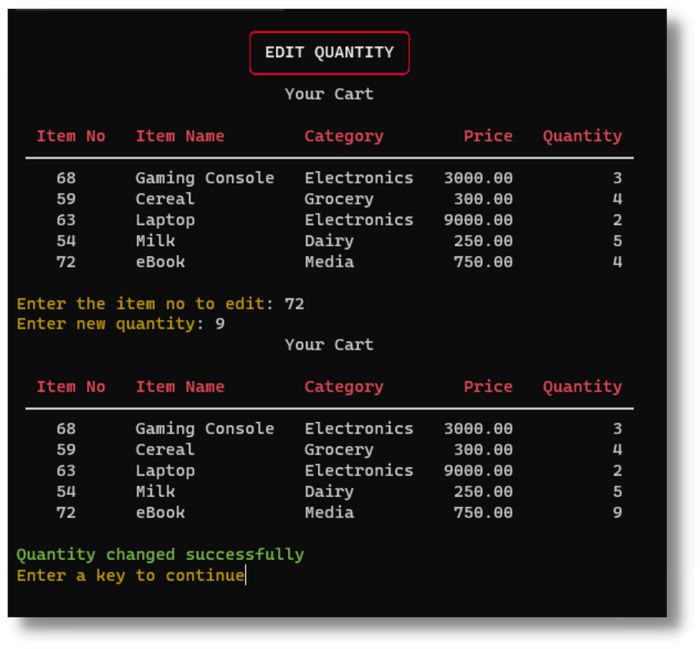 EDIT QUANTITY
Your Cart
Item No Item Name Category Price Quantity
68 Gaming Console Electronics 3000.00 3
59 Cereal Grocery 300.00 4
63 Laptop Electronics 9000.00 2
54 Milk Dairy 250.00 5
72 eBook Media 750.00 4
Enter the item no to edit: 72
Enter new quantity: 9
Your Cart
Item No Item Name Category Price Quantity
68 Gaming Console Electronics 3000.00 3
59 Cereal Grocery 300.00 4
63 Laptop Electronics 9000.00 2
54 Milk Dairy 250.00 5
72 eBook Media 750.00 9
Quantity changed successfully
Enter a key to continue